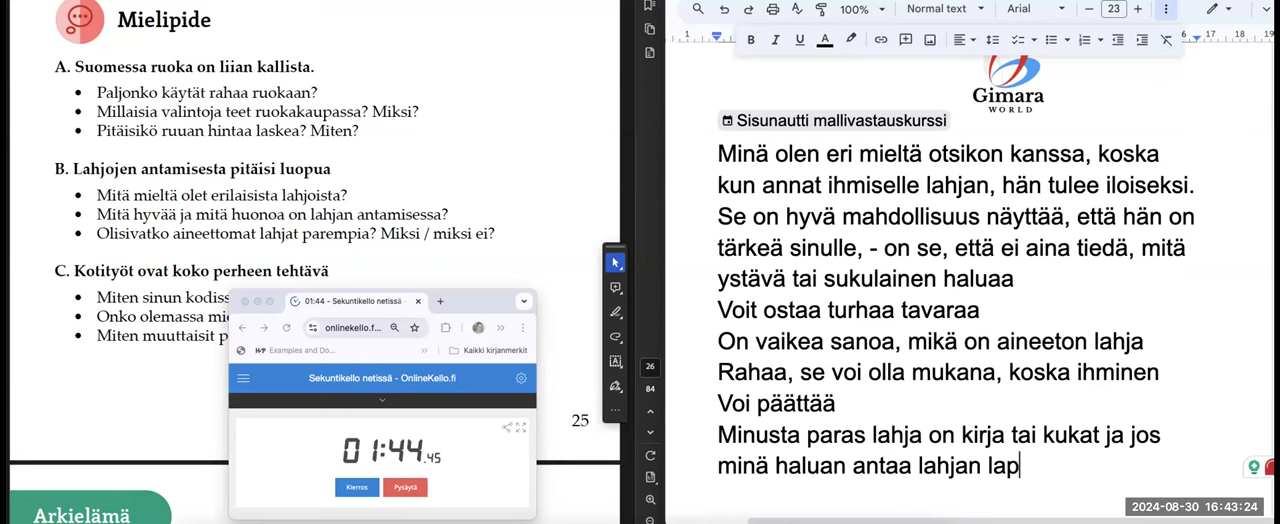 Mielipide
A. Suomessa ruoka on liian kallista.
• Paljonko käytät rahaa ruokaan?
• Millaisia valintoja teet ruokakaupassa? Miksi?
• Pitäisikö ruuan hintaa laskea? Miten?
B. Lahjojen antamisesta pitäisi luopua
• Mitä mieltä olet erilaisista lahjoista?
• Mitä hyvää ja mitä huonoa on lahjan antamisessa?
• Olisivatko aineettomat lahjat parempia? Miksi / miksi ei?
C. Kotityöt ovat koko perheen tehtävä
• Miten sinun kodiss
• Onko olemassa mi
• Miten muuttaisit p
25
Arkielämä
01:44 - Sekuntikello netissä -
onlinekello.f...
Examples and Do...
Kaikki kirjanmerkit
Sekuntikello netissä - OnlineKello.fi
01:44.45
Kierros
Pysäytä
26
84
100%
Normal text
Arial
23
1
16
17
18
19
B I U A
Gimara
WORLD
Sisunautti mallivastauskurssi
Minä olen eri mieltä otsikon kanssa, koska
kun annat ihmiselle lahjan, hän tulee iloiseksi.
Se on hyvä mahdollisuus näyttää, että hän on
tärkeä sinulle, - on se, että ei aina tiedä, mitä
ystävä tai sukulainen haluaa
Voit ostaa turhaa tavaraa
On vaikea sanoa, mikä on aineeton lahja
Rahaa, se voi olla mukana, koska ihminen
Voi päättää
Minusta paras lahja on kirja tai kukat ja jos
minä haluan antaa lahjan lap
2024-08-30 16:43:24